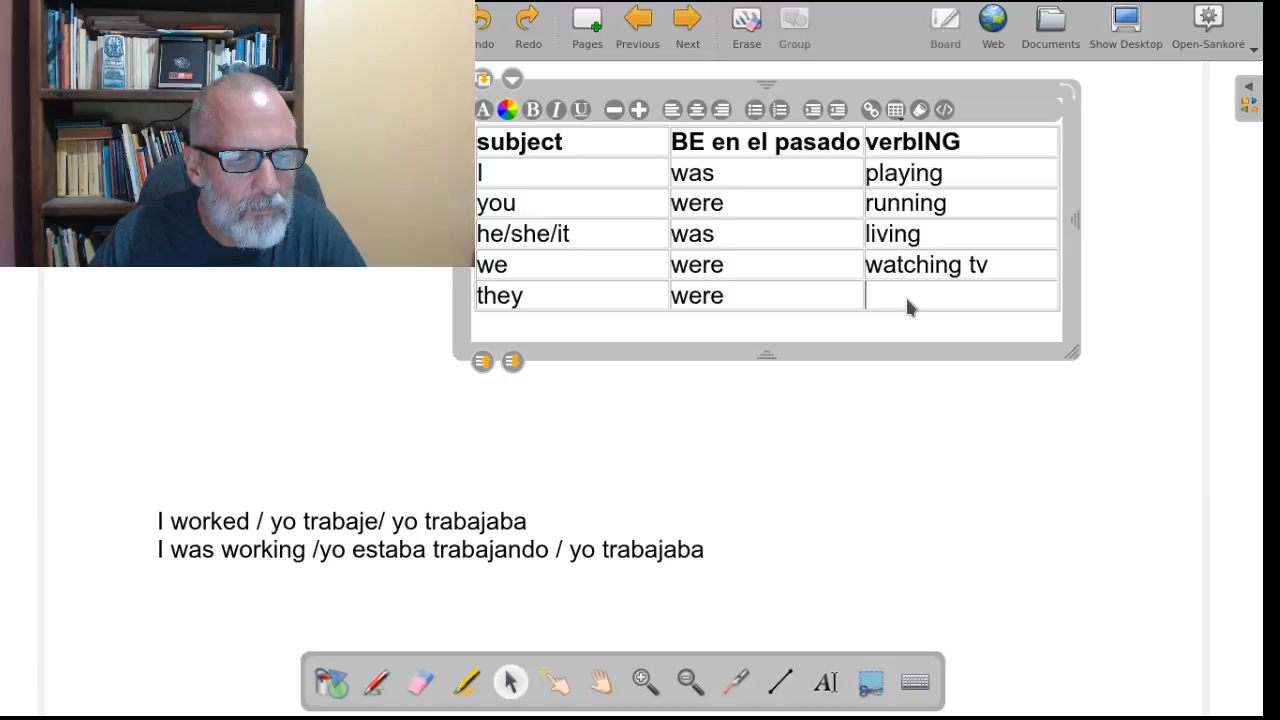 Undo Redo Pages Previous Next Erase Group Board Web Documents Show Desktop Open-Sankoré
A B I U
subject BE en el pasado verbING
I was playing
you were running
he/she/it was living
we were watching tv
they were
I worked / yo trabaje/ yo trabajaba
I was working /yo estaba trabajando / yo trabajaba
AI